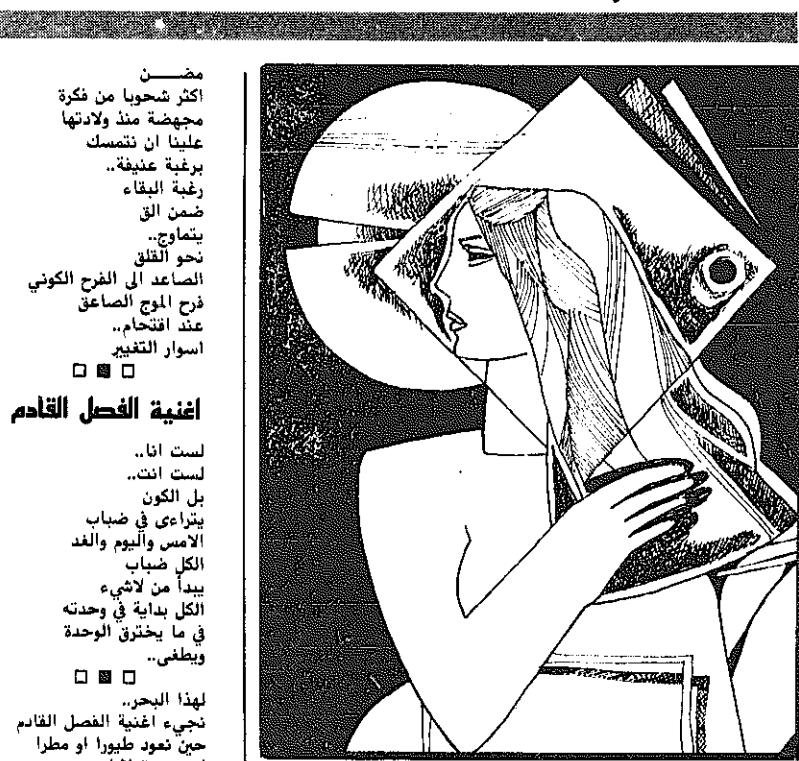 مضــــن
اكثر شحوبا من فكرة
مجهضة منذ ولادتها
علينا ان نتمسك
برغبة عنيفة..
رغبة البقاء
ضمن الق
يتماوج..
نحو القلق
الصاعد الى الفرح الكوني
فرح الموج الصاعق
عند اقتحام..
اسوار التغيير
اغنية الفصل القادم
لست انا..
لست انت..
بل الكون
يتراءى في ضباب
الامس واليوم والغد
الكل ضباب
يبدأ من لاشيء
الكل بداية في وحدته
في ما يخترق الوحدة
ويطغى..
لهذا البحر..
نجيء اغنية الفصل القادم
حين نعود طيورا او مطرا